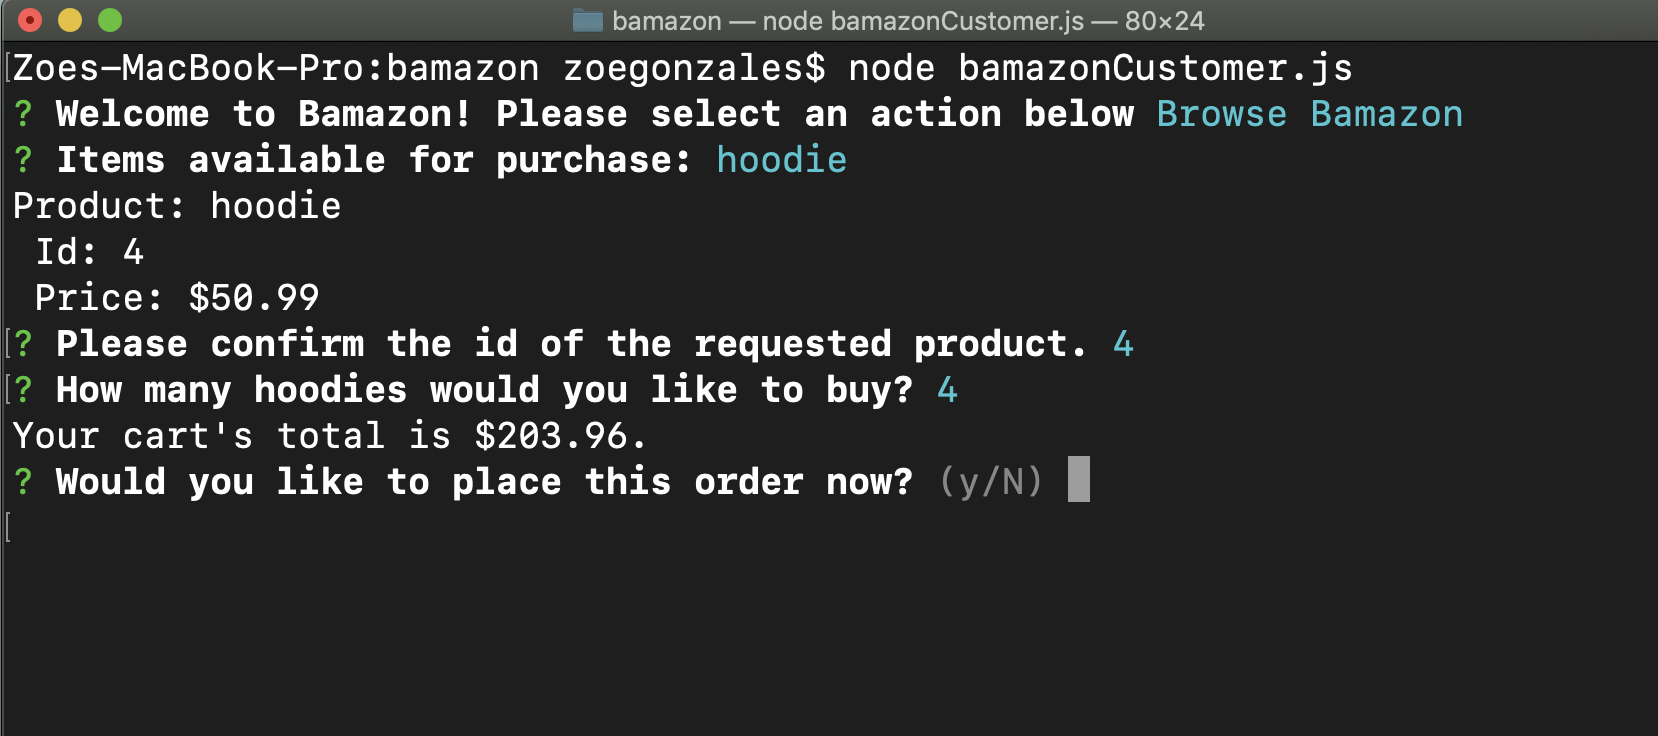 bamazon — node bamazonCustomer.js — 80×24
Zoes-MacBook-Pro:bamazon zoegonzales$ node bamazonCustomer.js
? Welcome to Bamazon! Please select an action below Browse Bamazon
? Items available for purchase: hoodie
Product: hoodie
Id: 4
Price: $50.99
? Please confirm the id of the requested product. 4
? How many hoodies would you like to buy? 4
Your cart's total is $203.96.
? Would you like to place this order now? (y/N)